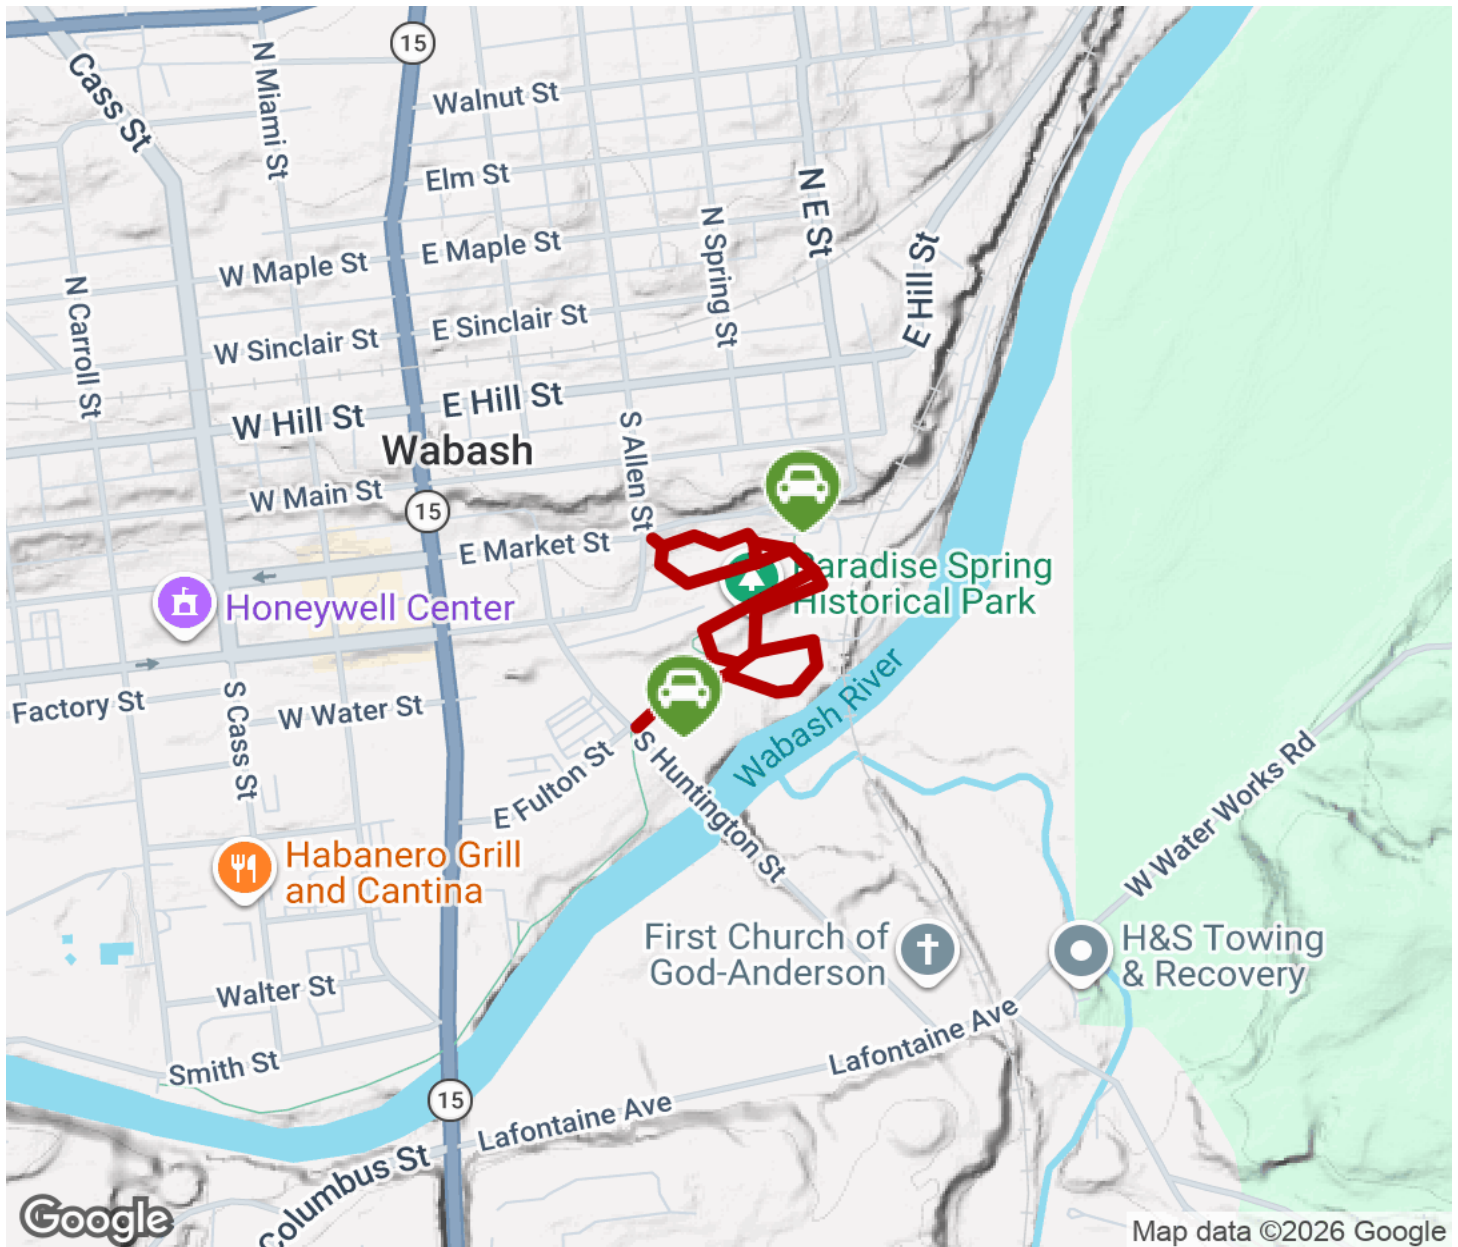 Cass St
N Miami St
15
Walnut St
Elm St
N E St
N Spring St
E Maple St
W Maple St
E Hill St
N Carroll St
E Sinclair St
W Sinclair St
E Hill St
W Hill St
S Allen St
Wabash
W Main St
15
E Market St
Paradise Spring
Historical Park
Honeywell Center
Wabash River
Factory St
S Cass St
W Water St
E Fulton St
S Huntington St
W Water Works Rd
Habanero Grill
and Cantina
First Church of
God-Anderson
H&S Towing
& Recovery
Walter St
Lafontaine Ave
Smith St
15
Lafontaine Ave
Columbus St
Google
Map data ©2026 Google